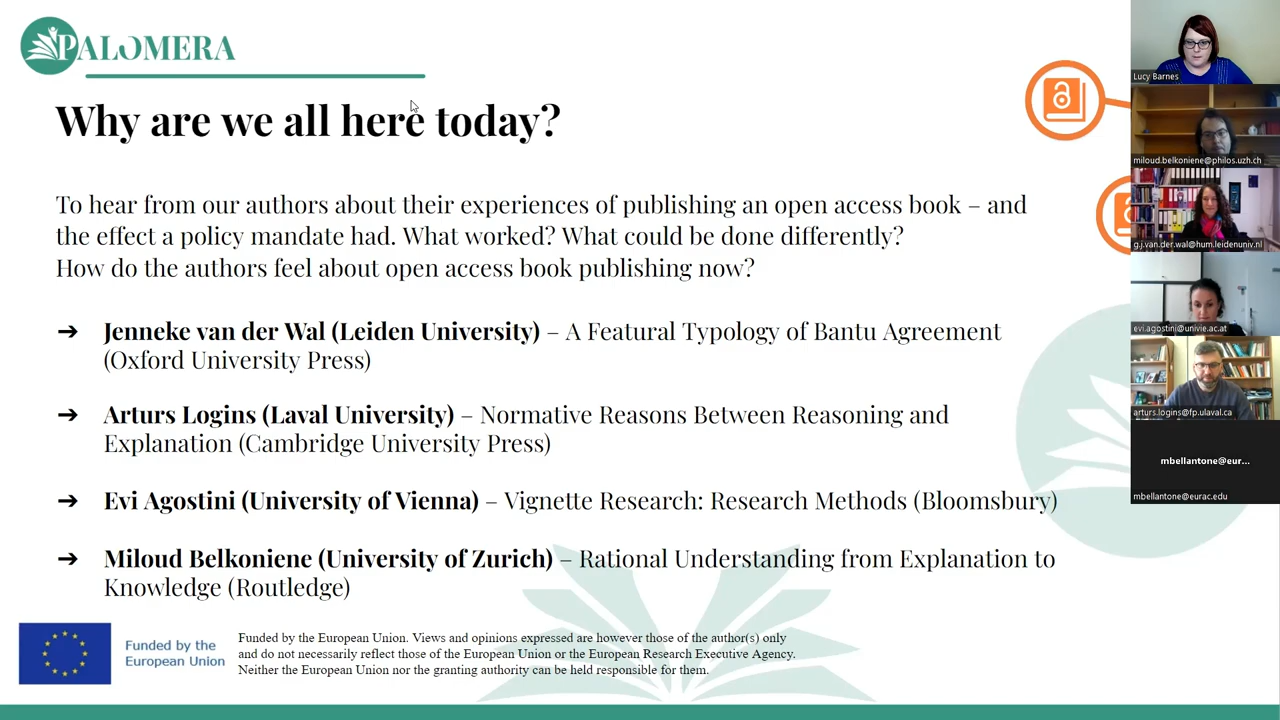 PALOMERA
Why are we all here today?
To hear from our authors about their experiences of publishing an open access book – and
the effect a policy mandate had. What worked? What could be done differently?
How do the authors feel about open access book publishing now?
➔ Jenneke van der Wal (Leiden University) – A Featural Typology of Bantu Agreement
(Oxford University Press)
➔ Arturs Logins (Laval University) – Normative Reasons Between Reasoning and
Explanation (Cambridge University Press)
➔ Evi Agostini (University of Vienna) – Vignette Research: Research Methods (Bloomsbury)
➔ Miloud Belkoniene (University of Zurich) – Rational Understanding from Explanation to
Knowledge (Routledge)
Funded by the
European Union
Funded by the European Union. Views and opinions expressed are however those of the author(s) only
and do not necessarily reflect those of the European Union or the European Research Executive Agency.
Neither the European Union nor the granting authority can be held responsible for them.
Lucy Barnes
miloud.belkoniene@philos.uzh.ch
g.j.van.der.wal@hum.leidenuniv.nl
evi.agostini@univie.ac.at
arturs.logins@fp.ulaval.ca
mbellantone@eur...
mbellantone@eurac.edu